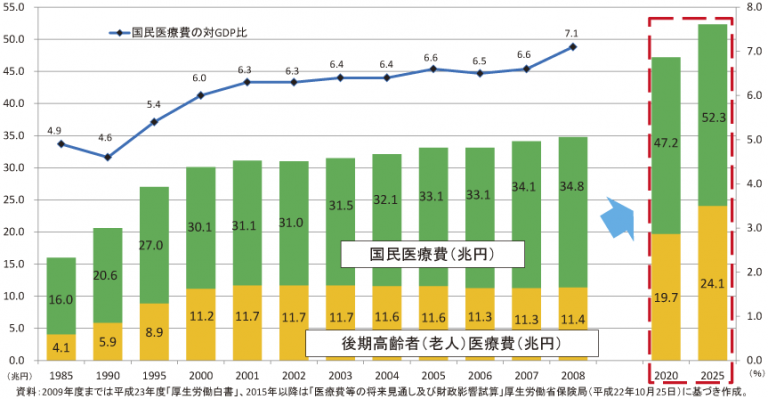 55.0
50.0
45.0
40.0
35.0
30.0
25.0
20.0
15.0
10.0
5.0
0.0
(兆円)
国民医療費の対GDP比
4.9 4.6 5.4 6.0 6.3 6.3 6.4 6.4 6.6 6.5 6.6 7.1
16.0 20.6 27.0 30.1 31.1 31.0 31.5 32.1 33.1 33.1 34.1 34.8 47.2 52.3
国民医療費(兆円)
4.1 5.9 8.9 11.2 11.7 11.7 11.7 11.6 11.6 11.3 11.3 11.4 19.7 24.1
後期高齢者(老人)医療費(兆円)
1985 1990 1995 2000 2001 2002 2003 2004 2005 2006 2007 2008 2020 2025
8.0
7.0
6.0
5.0
4.0
3.0
2.0
1.0
0.0
(%)
資料:2009年度までは平成23年度「厚生労働白書」、2015年以降は「医療費等の将来見通し及び財政影響試算」厚生労働省保険局(平成22年10月25日)に基づき作成。